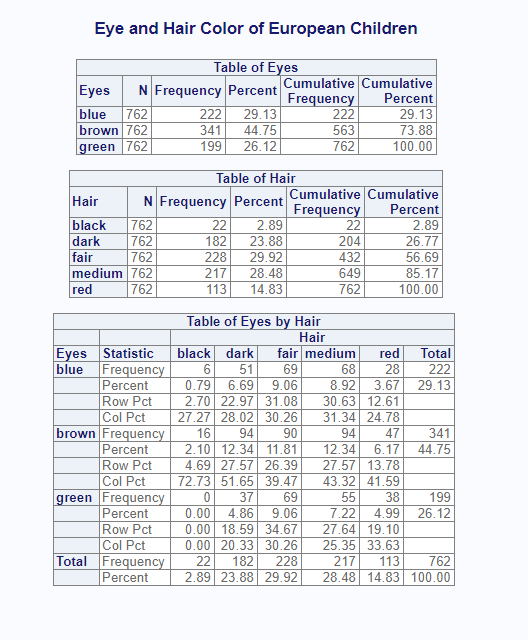 Eye and Hair Color of European Children
Table of Eyes
Eyes N Frequency Percent Cumulative Frequency Cumulative Percent
blue 762 222 29.13 222 29.13
brown 762 341 44.75 563 73.88
green 762 199 26.12 762 100.00
Table of Hair
Hair N Frequency Percent Cumulative Frequency Cumulative Percent
black 762 22 2.89 22 2.89
dark 762 182 23.88 204 26.77
fair 762 228 29.92 432 56.69
medium 762 217 28.48 649 85.17
red 762 113 14.83 762 100.00
Table of Eyes by Hair
Hair
Eyes Statistic black dark fair medium red Total
blue Frequency 6 51 69 68 28 222
Percent 0.79 6.69 9.06 8.92 3.67 29.13
Row Pct 2.70 22.97 31.08 30.63 12.61
Col Pct 27.27 28.02 30.26 31.34 24.78
brown Frequency 16 94 90 94 47 341
Percent 2.10 12.34 11.81 12.34 6.17 44.75
Row Pct 4.69 27.57 26.39 27.57 13.78
Col Pct 72.73 51.65 39.47 43.32 41.59
green Frequency 0 37 69 55 38 199
Percent 0.00 4.86 9.06 7.22 4.99 26.12
Row Pct 0.00 18.59 34.67 27.64 19.10
Col Pct 0.00 20.33 30.26 25.35 33.63
Total Frequency 22 182 228 217 113 762
Percent 2.89 23.88 29.92 28.48 14.83 100.00